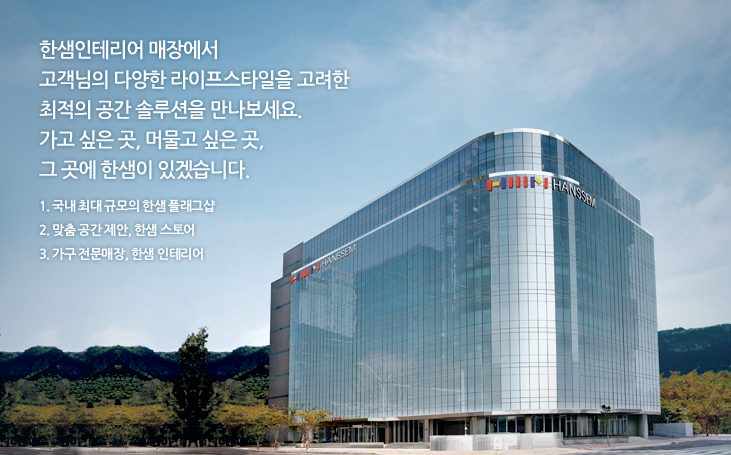 한샘인테리어 매장에서
고객님의 다양한 라이프스타일을 고려한
최적의 공간 솔루션을 만나보세요.
가고 싶은 곳, 머물고 싶은 곳,
그 곳에 한샘이 있겠습니다.
1. 국내 최대 규모의 한샘 플래그샵
2. 맞춤 공간 제안, 한샘 스토어
3. 가구 전문매장, 한샘 인테리어
HANSSEM
HANSSEM